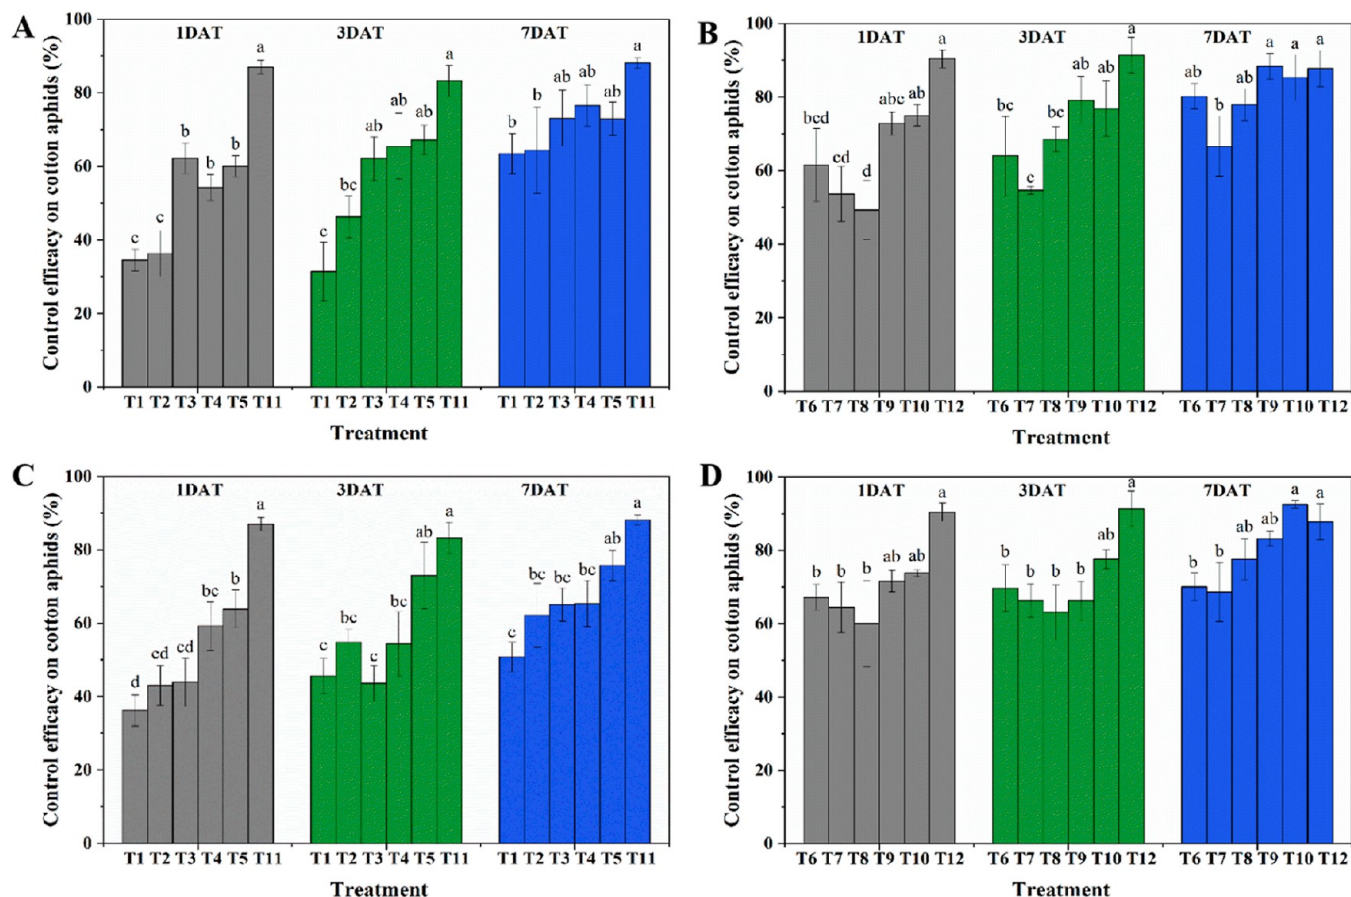 A
Control efficacy on cotton aphids (%)
100
80
60
40
20
0
1DAT 3DAT 7DAT
c c b b b a
c bc ab ab ab a
b b ab ab ab a
T1 T2 T3 T4 T5 T11 T1 T2 T3 T4 T5 T11 T1 T2 T3 T4 T5 T11
Treatment
B
Control efficacy on cotton aphids (%)
100
80
60
40
20
0
1DAT 3DAT 7DAT
bcd cd d abc ab a
bc c bc ab ab a
ab b ab a a a
T6 T7 T8 T9 T10 T12 T6 T7 T8 T9 T10 T12 T6 T7 T8 T9 T10 T12
Treatment
C
Control efficacy on cotton aphids (%)
100
80
60
40
20
0
1DAT 3DAT 7DAT
d cd cd bc b a
c bc c bc ab a
c bc bc bc ab a
T1 T2 T3 T4 T5 T11 T1 T2 T3 T4 T5 T11 T1 T2 T3 T4 T5 T11
Treatment
D
Control efficacy on cotton aphids (%)
100
80
60
40
20
0
1DAT 3DAT 7DAT
b b b ab ab a
b b b b ab a
b b ab ab a a
T6 T7 T8 T9 T10 T12 T6 T7 T8 T9 T10 T12 T6 T7 T8 T9 T10 T12
Treatment